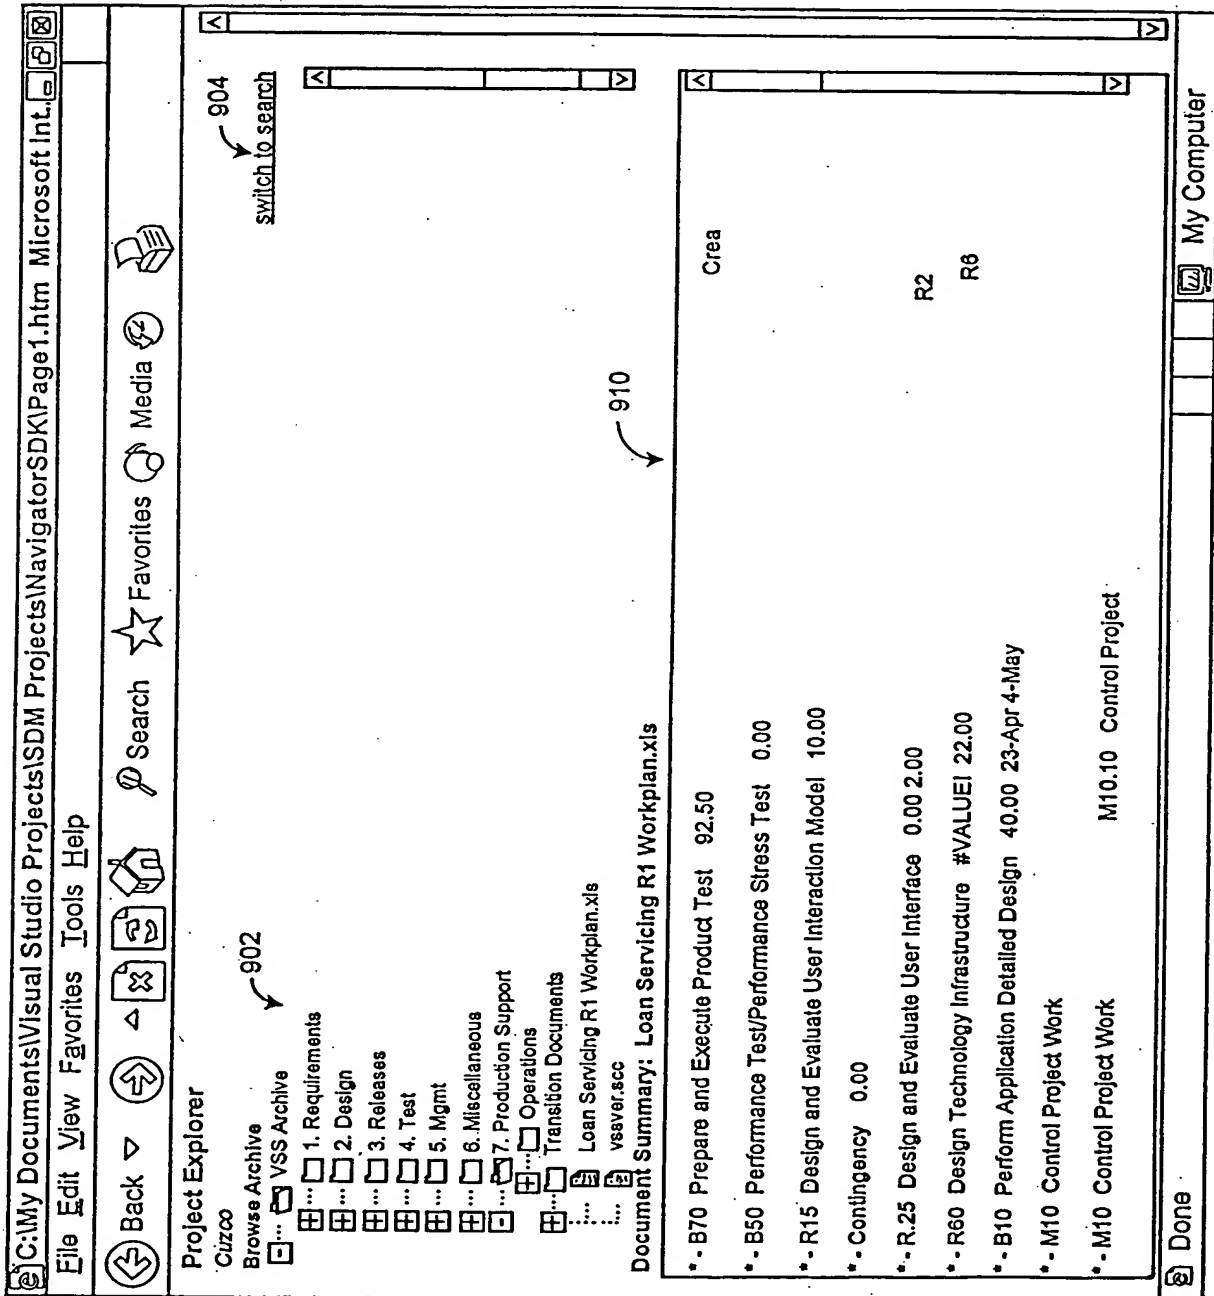 C:\My Documents\Visual Studio Projects\SDM Projects\NavigatorSDK\Page1.htm Microsoft Int..
File Edit View Favorites Tools Help
Back Search Favorites Media
Project Explorer
Cuzco
904
switch to search
Browse Archive
902
VSS Archive
1. Requirements
2. Design
3. Releases
4. Test
5. Mgmt
6. Miscellaneous
7. Production Support
Operations
Transition Documents
Loan Servicing R1 Workplan.xls
vssver.scc
910
Document Summary: Loan Servicing R1 Workplan.xls
* - B70 Prepare and Execute Product Test 92.50 Crea
* - B50 Performance Test/Performance Stress Test 0.00
* - R15 Design and Evaluate User Interaction Model 10.00
* - Contingency 0.00
* - R.25 Design and Evaluate User Interface 0.00 2.00 R2
* - R60 Design Technology Infrastructure #VALUE! 22.00 R6
* - B10 Perform Application Detailed Design 40.00 23-Apr 4-May
* - M10 Control Project Work
* - M10 Control Project Work M10.10 Control Project
Done My Computer